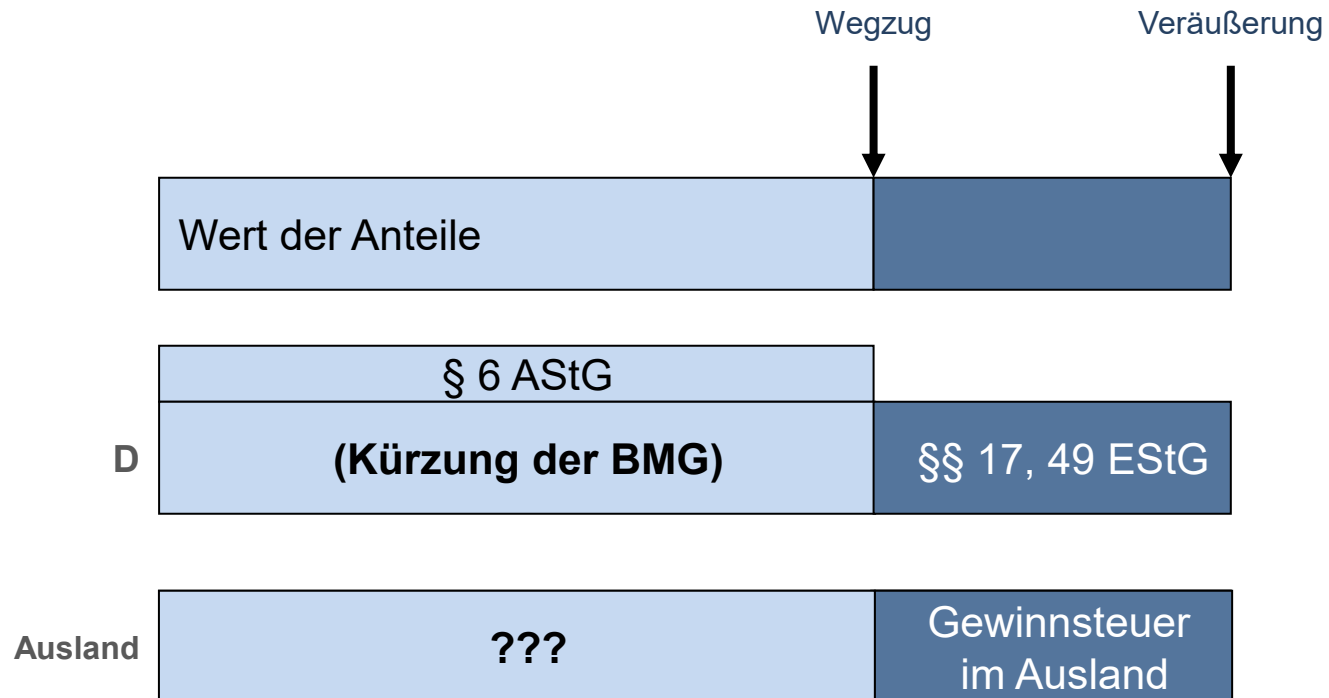 Wegzug Veräußerung
Wert der Anteile
§ 6 AStG
D (Kürzung der BMG) §§ 17, 49 EStG
Ausland ??? Gewinnsteuer
im Ausland